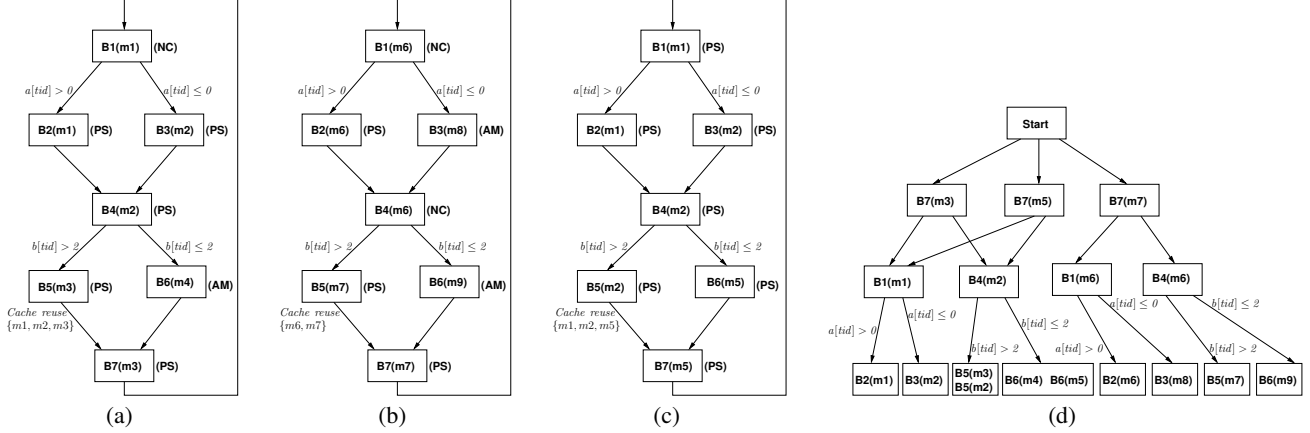 B1(m1) (NC)
a[tid] > 0
a[tid] ≤ 0
B2(m1) (PS)
B3(m2) (PS)
B4(m2) (PS)
b[tid] > 2
b[tid] ≤ 2
B5(m3) (PS)
B6(m4) (AM)
Cache reuse
{m1, m2, m3}
B7(m3) (PS)
(a)
B1(m6) (NC)
a[tid] > 0
a[tid] ≤ 0
B2(m6) (PS)
B3(m8) (AM)
B4(m6) (NC)
b[tid] > 2
b[tid] ≤ 2
B5(m7) (PS)
B6(m9) (AM)
Cache reuse
{m6, m7}
B7(m7) (PS)
(b)
B1(m1) (PS)
a[tid] > 0
a[tid] ≤ 0
B2(m1) (PS)
B3(m2) (PS)
B4(m2) (PS)
b[tid] > 2
b[tid] ≤ 2
B5(m2) (PS)
B6(m5) (PS)
Cache reuse
{m1, m2, m5}
B7(m5) (PS)
(c)
Start
B7(m3)
B7(m5)
B7(m7)
B1(m1)
B4(m2)
B1(m6)
B4(m6)
a[tid] > 0
a[tid] ≤ 0
b[tid] > 2
b[tid] ≤ 2
a[tid] > 0
a[tid] ≤ 0
b[tid] > 2
b[tid] ≤ 2
B2(m1)
B3(m2)
B5(m3)
B5(m2)
B6(m4) B6(m5)
B2(m6)
B3(m8)
B5(m7)
B6(m9)
(d)